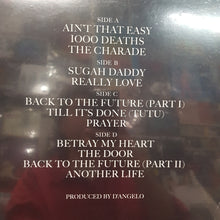 SIDE A
AIN'T THAT EASY
1000 DEATHS
THE CHARADE
SIDE B
SUGAH DADDY
REALLY LOVE
SIDE C
BACK TO THE FUTURE (PART I)
TILL IT'S DONE (TUTU)
PRAYER
SIDE D
BETRAY MY HEART
THE DOOR
BACK TO THE FUTURE (PART II)
ANOTHER LIFE
PRODUCED BY D'ANGELO